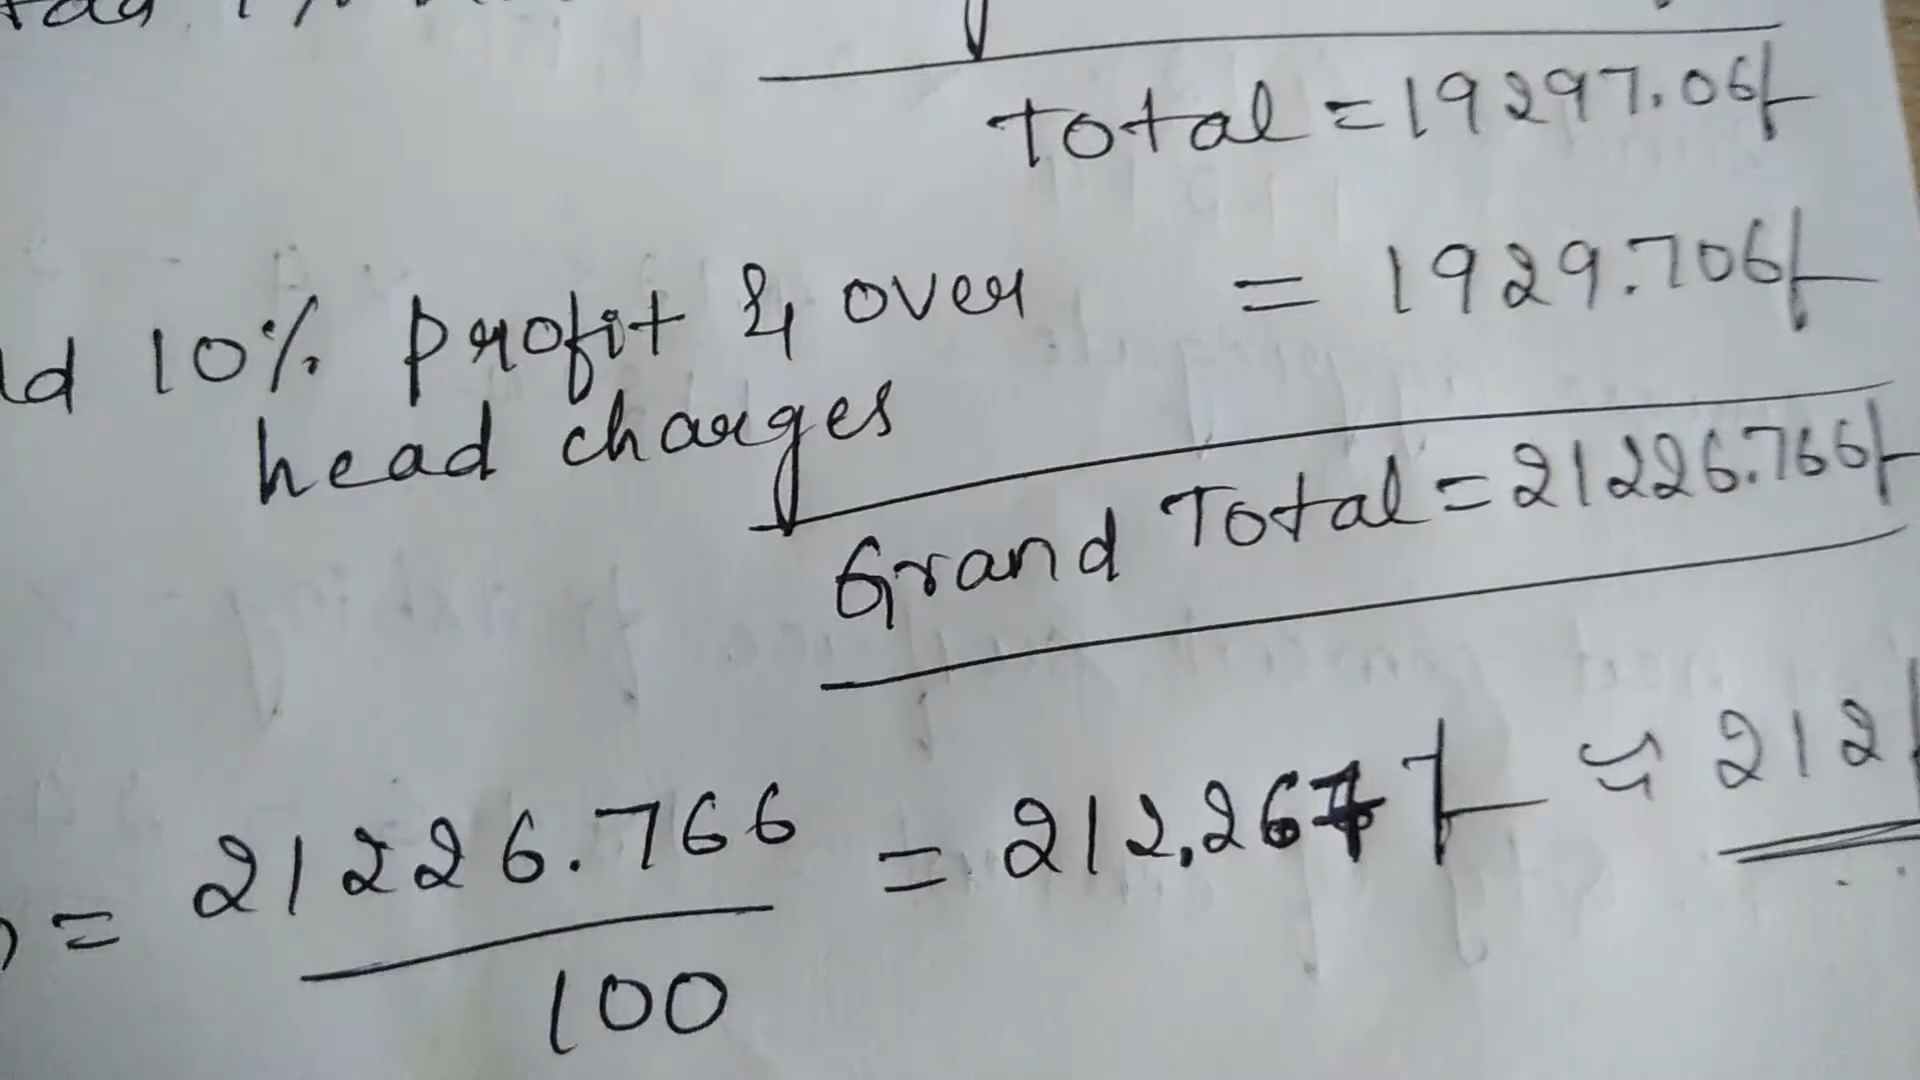 Total = 19297.06/-
d 10% Profit & over = 1929.706/-
head charges
Grand Total = 21226.766/-
= 21226.766 = 212.267 /- ≈ 212/
100